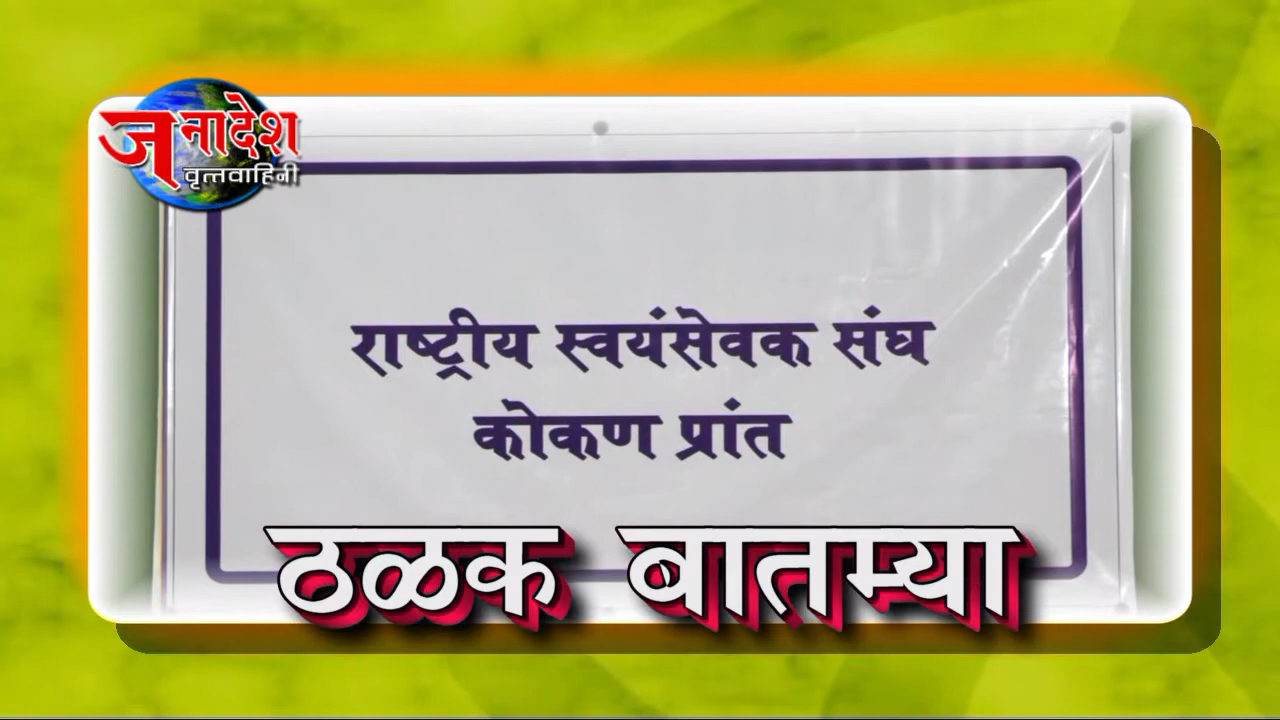 जनादेश
वृत्तवाहिनी
राष्ट्रीय स्वयंसेवक संघ
कोकण प्रांत
ठळक बातम्या